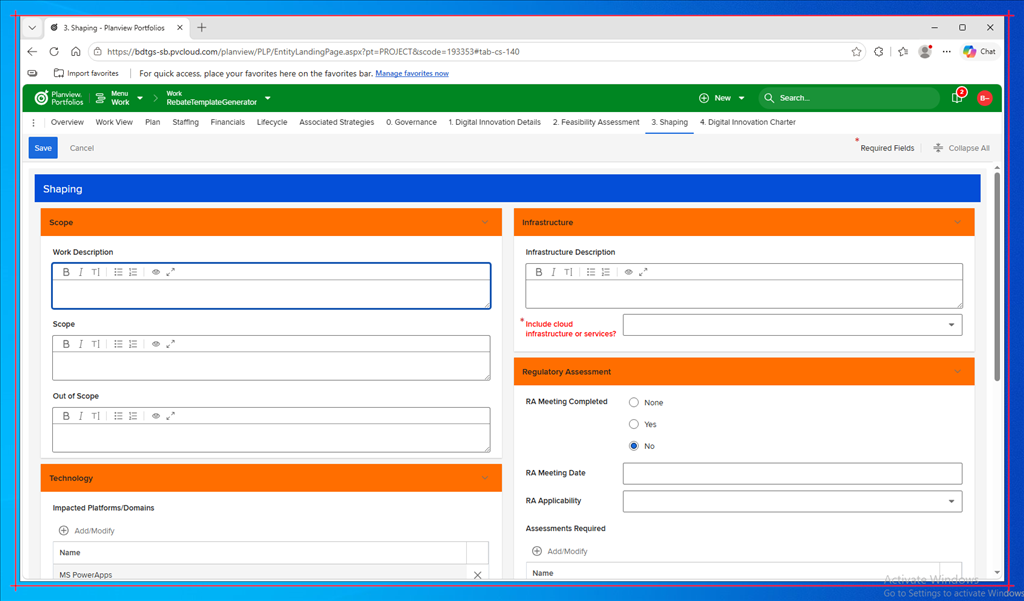 3. Shaping - Planview Portfolios
https://bdtgs-sb.pvcloud.com/planview/PLP/EntityLandingPage.aspx?pt=PROJECT&scode=193353#tab-cs-140
Chat
Import favorites
For quick access, place your favorites here on the favorites bar. Manage favorites now
Planview.
Portfolios
Menu
Work
Work
RebateTemplateGenerator
New
Search...
2
B-
Overview
Work View
Plan
Staffing
Financials
Lifecycle
Associated Strategies
0. Governance
1. Digital Innovation Details
2. Feasibility Assessment
3. Shaping
4. Digital Innovation Charter
Save
Cancel
* Required Fields
Collapse All
Shaping
Scope
Work Description
B I T|
Scope
B I T|
Out of Scope
B I T|
Technology
Impacted Platforms/Domains
Add/Modify
Name
MS PowerApps
Infrastructure
Infrastructure Description
B I T|
* Include cloud
infrastructure or services?
Regulatory Assessment
RA Meeting Completed
None
Yes
No
RA Meeting Date
RA Applicability
Assessments Required
Add/Modify
Name
Activate Windows
Go to Settings to activate Windows